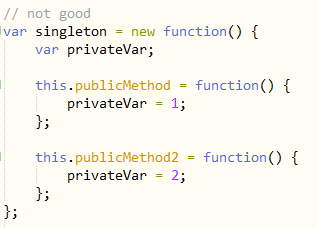 // not good
var singleton = new function() {
    var privateVar;

    this.publicMethod = function() {
        privateVar = 1;
    };

    this.publicMethod2 = function() {
        privateVar = 2;
    };
};